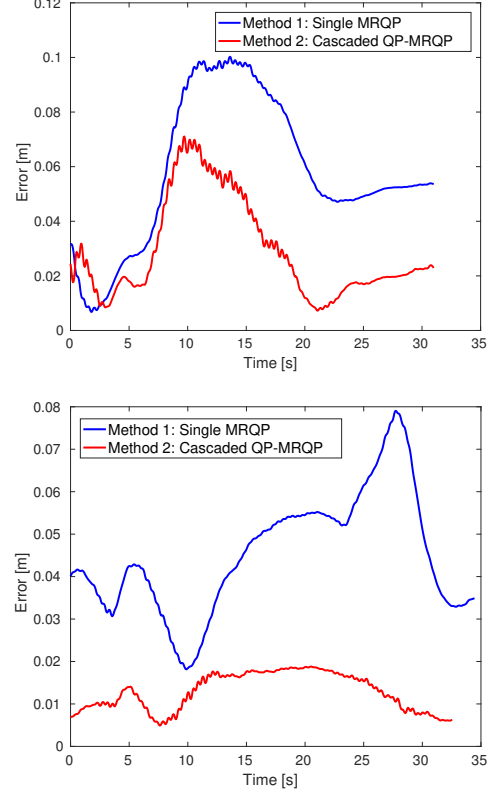 0.12
0.1
0.08
0.06
0.04
0.02
0
Error [m]
Method 1: Single MRQP
Method 2: Cascaded QP-MRQP
0 5 10 15 20 25 30 35
Time [s]
0.08
0.07
0.06
0.05
0.04
0.03
0.02
0.01
0
Error [m]
Method 1: Single MRQP
Method 2: Cascaded QP-MRQP
0 5 10 15 20 25 30 35
Time [s]